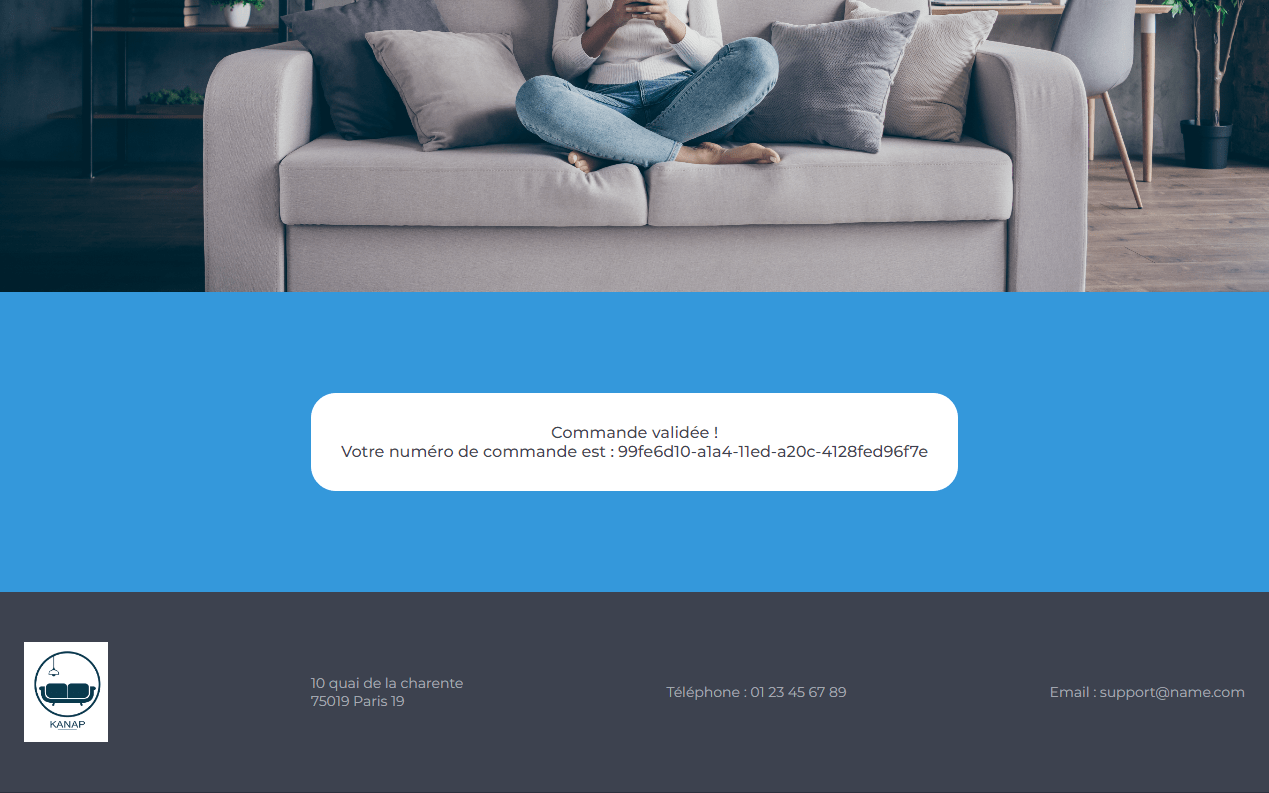 Commande validée !
Votre numéro de commande est : 99fe6d10-a1a4-11ed-a20c-4128fed96f7e
KANAP
10 quai de la charente
75019 Paris 19
Téléphone : 01 23 45 67 89
Email : support@name.com